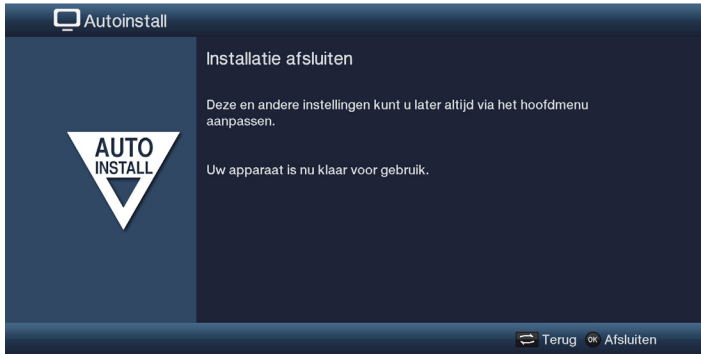 Autoinstall
Installatie afsluiten
Deze en andere instellingen kunt u later altijd via het hoofdmenu
aanpassen.
AUTO
INSTALL
Uw apparaat is nu klaar voor gebruik.
Terug OK Afsluiten